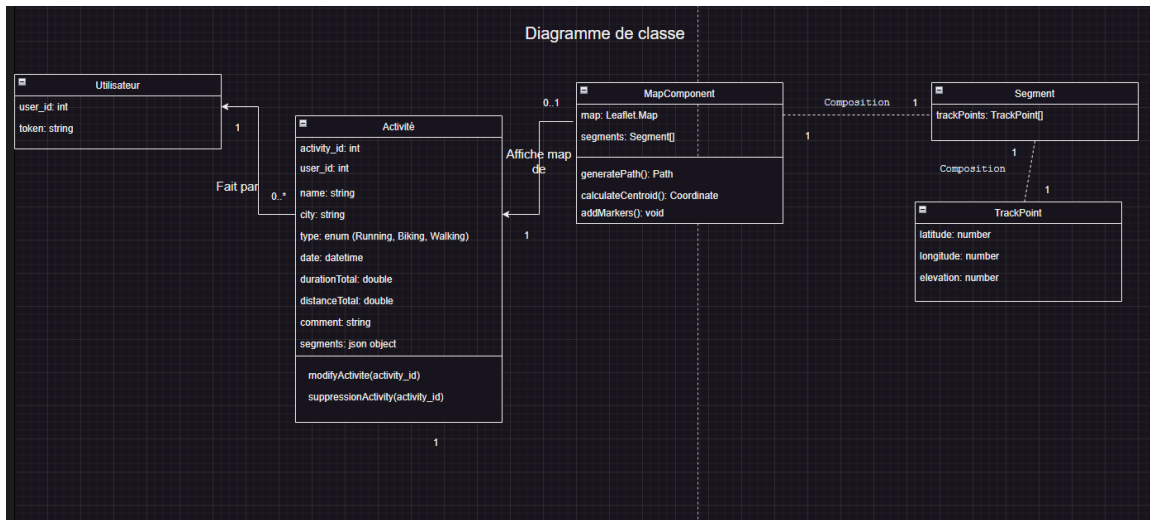 Diagramme de classe
Utilisateur
user_id: int
token: string
1
Fait par
0..*
Activitè
activity_id: int
user_id: int
name: string
city: string
type: enum (Running, Biking, Walking)
date: datetime
durationTotal: double
distanceTotal: double
comment: string
segments: json object
modifyActivite(activity_id)
suppressionActivity(activity_id)
1
0..1
Affiche map
de
1
MapComponent
map: Leaflet.Map
segments: Segment[]
generatePath(): Path
calculateCentroid(): Coordinate
addMarkers(): void
Composition
1
1
Segment
trackPoints: TrackPoint[]
1
Composition
1
TrackPoint
latitude: number
longitude: number
elevation: number